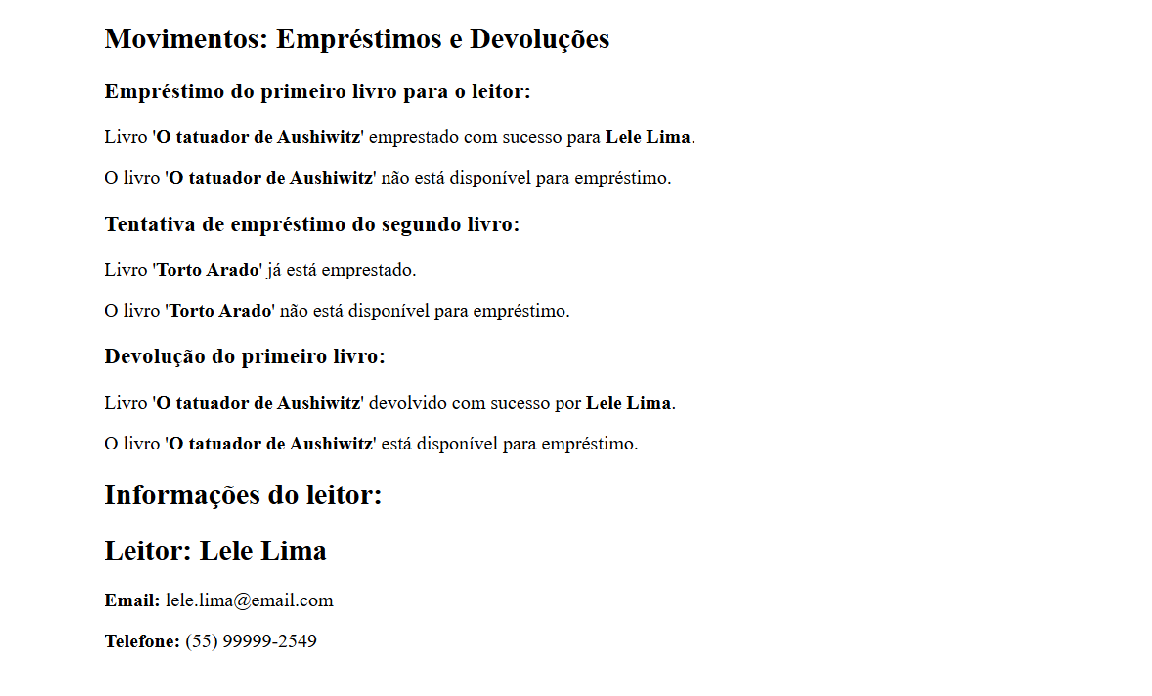 Movimentos: Empréstimos e Devoluções
Empréstimo do primeiro livro para o leitor:
Livro 'O tatuador de Aushiwitz' emprestado com sucesso para Lele Lima.
O livro 'O tatuador de Aushiwitz' não está disponível para empréstimo.
Tentativa de empréstimo do segundo livro:
Livro 'Torto Arado' já está emprestado.
O livro 'Torto Arado' não está disponível para empréstimo.
Devolução do primeiro livro:
Livro 'O tatuador de Aushiwitz' devolvido com sucesso por Lele Lima.
O livro 'O tatuador de Aushiwitz' está disponível para empréstimo.
Informações do leitor:
Leitor: Lele Lima
Email: lele.lima@email.com
Telefone: (55) 99999-2549